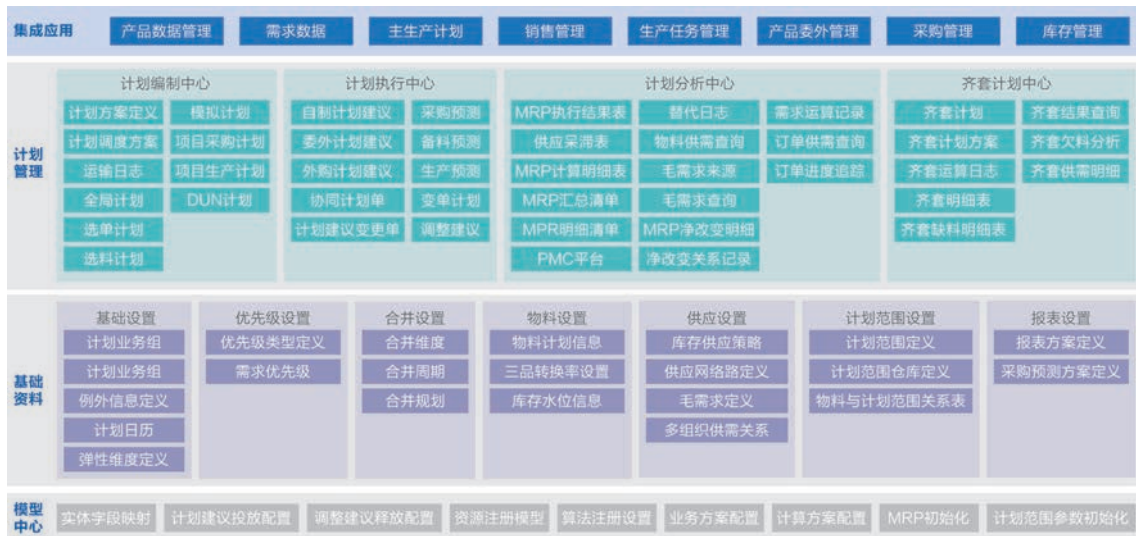 集成应用
产品数据管理
需求数据
主生产计划
销售管理
生产任务管理
产品委外管理
采购管理
库存管理
计划
管理
计划编制中心
计划方案定义
模拟计划
计划调度方案
项目采购计划
运输日志
项目生产计划
全局计划
DUN计划
选单计划
选料计划
计划执行中心
自制计划建议
采购预测
委外计划建议
备料预测
外购计划建议
生产预测
协同计划单
变单计划
计划建议变更单
调整建议
计划分析中心
MRP执行结果表
替代日志
需求运算记录
供应呆滞表
物料供需查询
订单供需查询
MRP计算明细表
毛需求来源
订单进度追踪
MRP汇总清单
毛需求查询
MPR明细清单
MRP净改变明细
PMC平台
净改变关系记录
齐套计划中心
齐套计划
齐套结果查询
齐套计划方案
齐套欠料分析
齐套运算日志
齐套供需明细
齐套明细表
齐套缺料明细表
基础
资料
基础设置
计划业务组
计划业务组
例外信息定义
计划日历
弹性维度定义
优先级设置
优先级类型定义
需求优先级
合并设置
合并维度
合并周期
合并规划
物料设置
物料计划信息
三品转换率设置
库存水位信息
供应设置
库存供应策略
供应网络路定义
毛需求定义
多组织供需关系
计划范围设置
计划范围定义
计划范围仓库定义
物料与计划范围关系表
报表设置
报表方案定义
采购预测方案定义
模型
中心
实体字段映射
计划建议投放配置
调整建议释放配置
资源注册模型
算法注册设置
业务方案配置
计算方案配置
MRP初始化
计划范围参数初始化